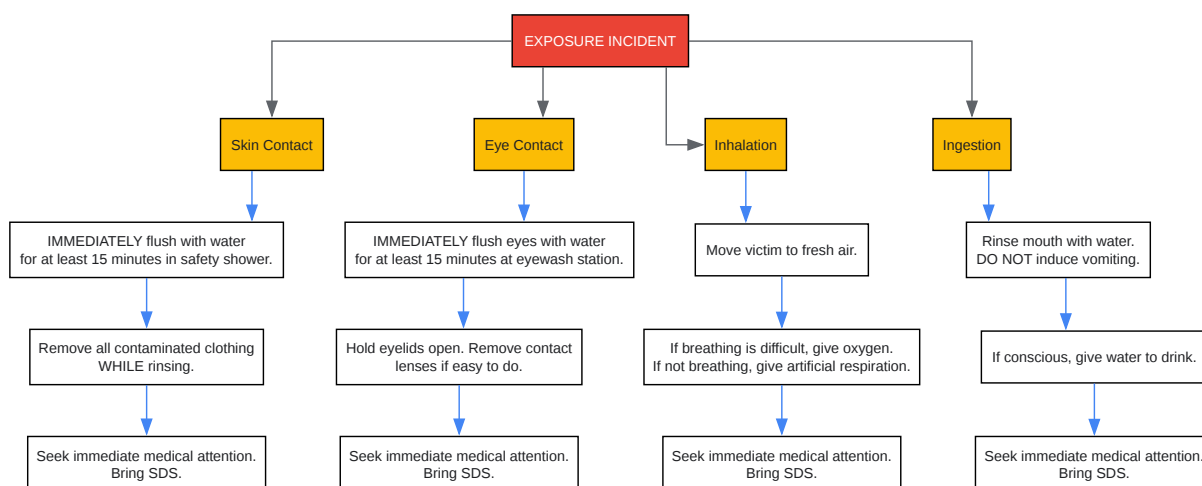 EXPOSURE INCIDENT
Skin Contact
Eye Contact
Inhalation
Ingestion
IMMEDIATELY flush with water
for at least 15 minutes in safety shower.
IMMEDIATELY flush eyes with water
for at least 15 minutes at eyewash station.
Move victim to fresh air.
Rinse mouth with water.
DO NOT induce vomiting.
Remove all contaminated clothing
WHILE rinsing.
Hold eyelids open. Remove contact
lenses if easy to do.
If breathing is difficult, give oxygen.
If not breathing, give artificial respiration.
If conscious, give water to drink.
Seek immediate medical attention.
Bring SDS.
Seek immediate medical attention.
Bring SDS.
Seek immediate medical attention.
Bring SDS.
Seek immediate medical attention.
Bring SDS.